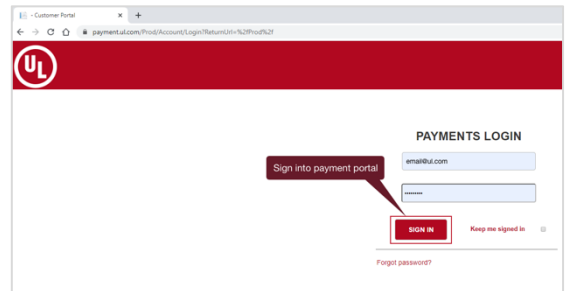 - Customer Portal
payment.ul.com/Prod/Account/Login?ReturnUrl=%2fProd%2f
UL
PAYMENTS LOGIN
email@ul.com
Sign into payment portal
SIGN IN
Keep me signed in
Forgot password?